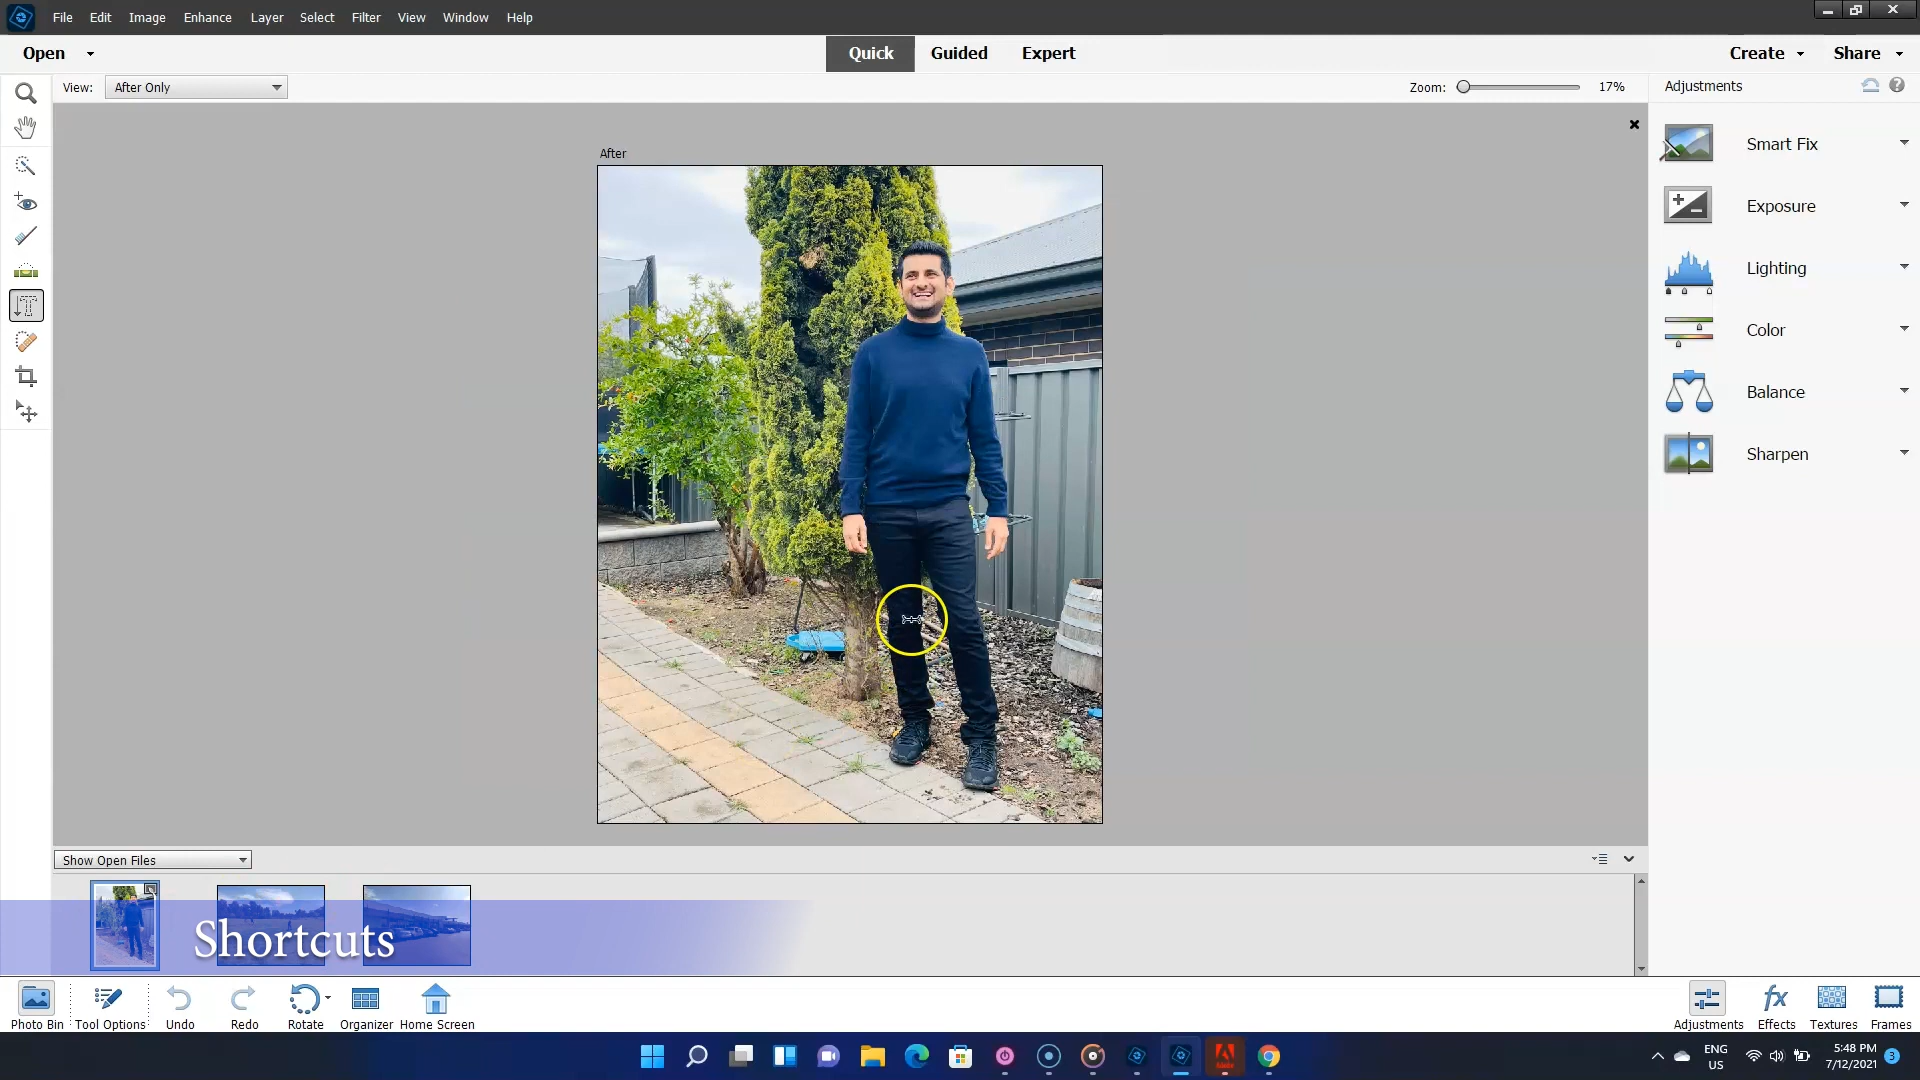 File Edit Image Enhance Layer Select Filter View Window Help
Open Quick Guided Expert Create Share
View: After Only Zoom: 17% Adjustments
After
Smart Fix
Exposure
Lighting
Color
Balance
Sharpen
Show Open Files
Shortcuts
Photo Bin Tool Options Undo Redo Rotate Organizer Home Screen Adjustments Effects Textures Frames
ENG
US
5:48 PM
7/12/2021
3